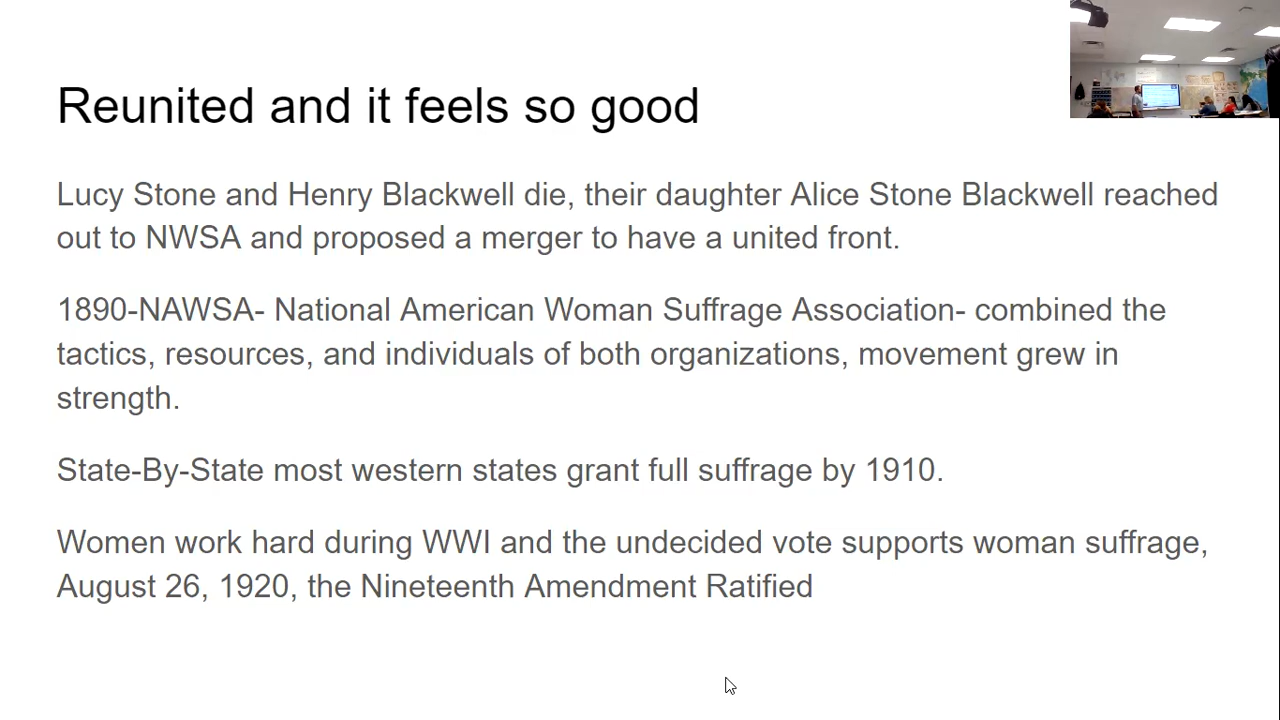 Reunited and it feels so good
Lucy Stone and Henry Blackwell die, their daughter Alice Stone Blackwell reached
out to NWSA and proposed a merger to have a united front.
1890-NAWSA- National American Woman Suffrage Association- combined the
tactics, resources, and individuals of both organizations, movement grew in
strength.
State-By-State most western states grant full suffrage by 1910.
Women work hard during WWI and the undecided vote supports woman suffrage,
August 26, 1920, the Nineteenth Amendment Ratified